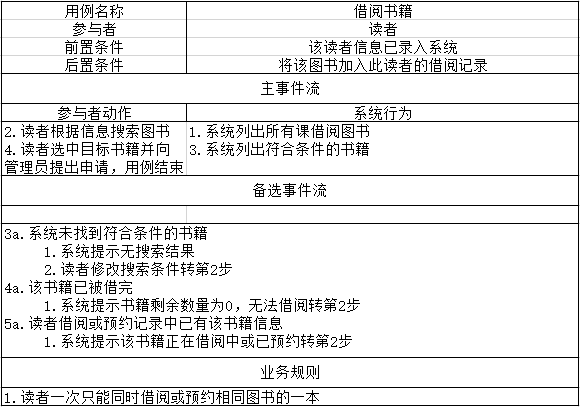 用例名称 借阅书籍
参与者 读者
前置条件 该读者信息已录入系统
后置条件 将该图书加入此读者的借阅记录
主事件流
参与者动作 系统行为
2.读者根据信息搜索图书 1.系统列出所有课借阅图书
4.读者选中目标书籍并向 3.系统列出符合条件的书籍
管理员提出申请，用例结束
备选事件流
3a.系统未找到符合条件的书籍
1.系统提示无搜索结果
2.读者修改搜索条件转第2步
4a.该书籍已被借完
1.系统提示书籍剩余数量为0，无法借阅转第2步
5a.读者借阅或预约记录中已有该书籍信息
1.系统提示该书籍正在借阅中或已预约转第2步
业务规则
1.读者一次只能同时借阅或预约相同图书的一本